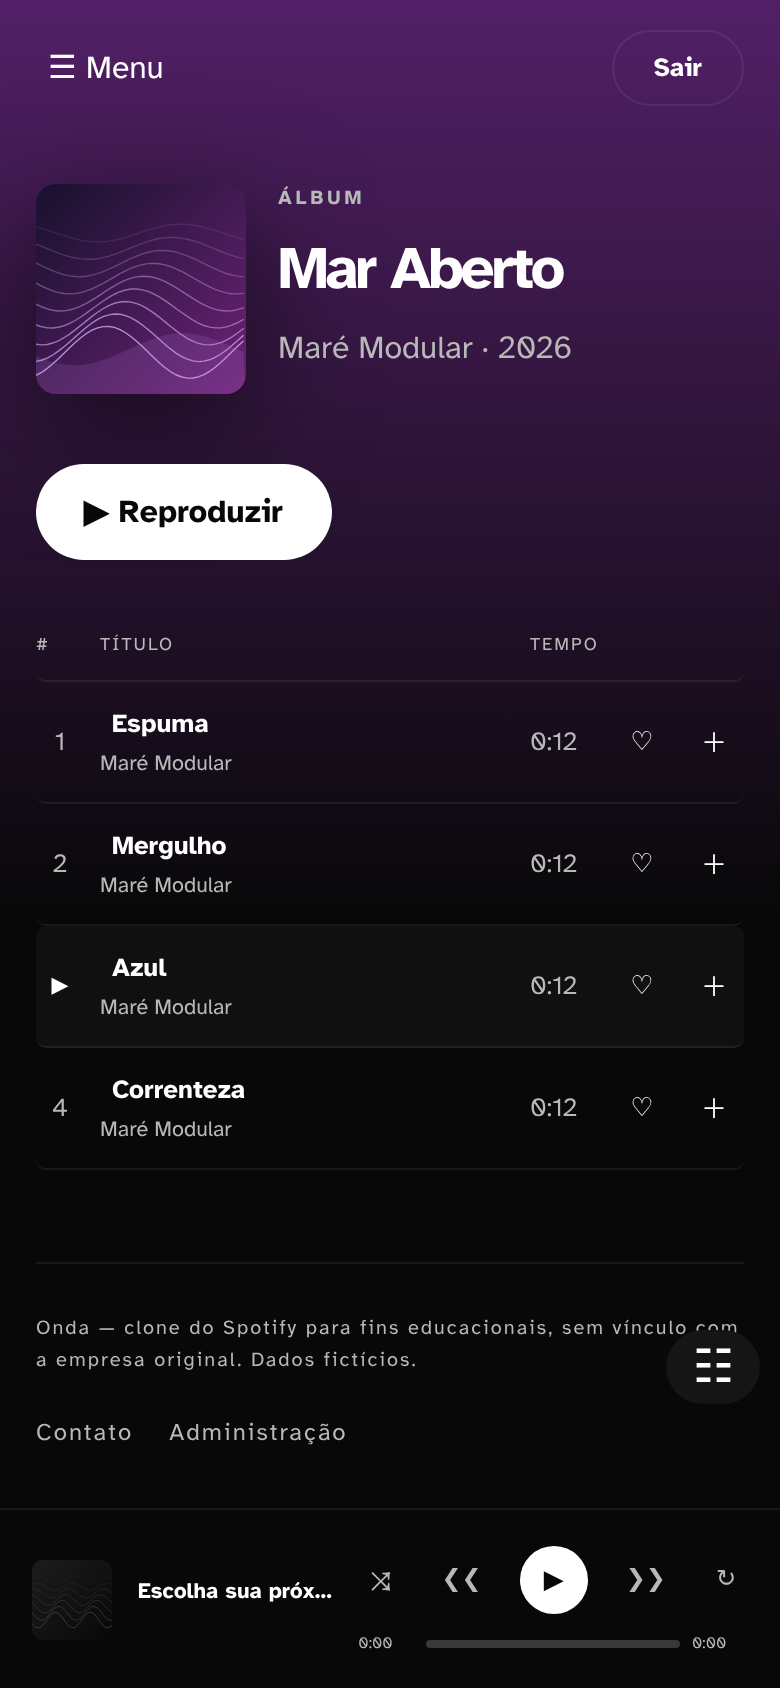 ☰ Menu
Sair
ÁLBUM
Mar Aberto
Maré Modular · 2026
▶ Reproduzir
# TÍTULO TEMPO
1 Espuma 0:12 ♡ +
Maré Modular
2 Mergulho 0:12 ♡ +
Maré Modular
▶ Azul 0:12 ♡ +
Maré Modular
4 Correnteza 0:12 ♡ +
Maré Modular
Onda — clone do Spotify para fins educacionais, sem vínculo com
a empresa original. Dados fictícios.
Contato Administração
Escolha sua próx...
0:00 0:00